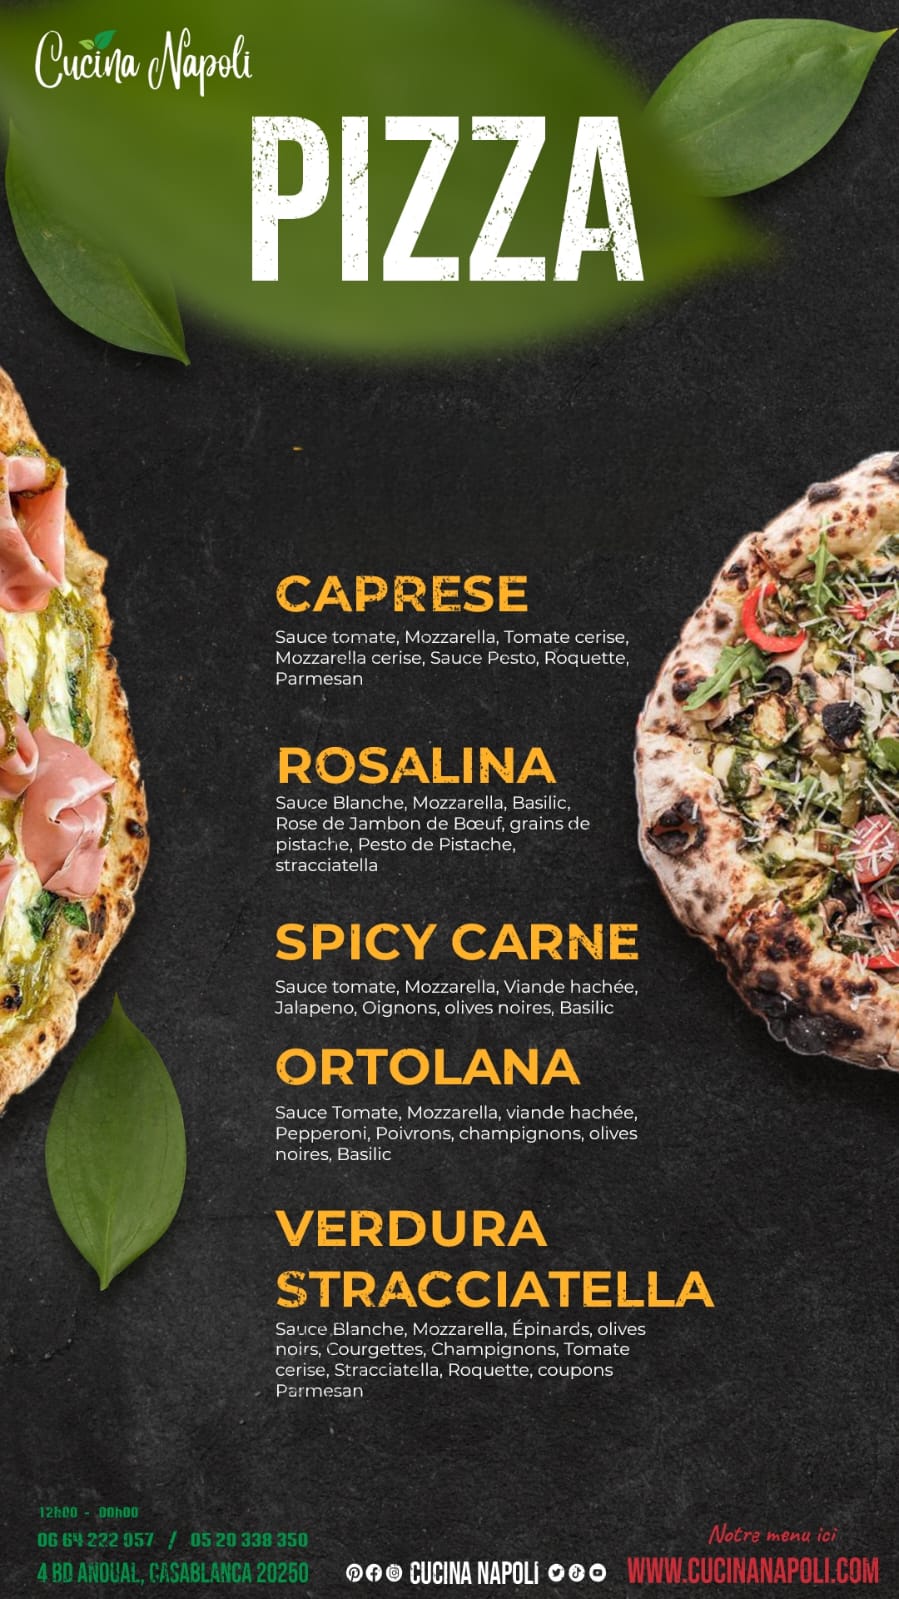 Cucina Napoli
PIZZA
CAPRESE
Sauce tomate, Mozzarella, Tomate cerise,
Mozzarella cerise, Sauce Pesto, Roquette,
Parmesan
ROSALINA
Sauce Blanche, Mozzarella, Basilic,
Rose de Jambon de Bœuf, grains de
pistache, Pesto de Pistache,
stracciatella
SPICY CARNE
Sauce tomate, Mozzarella, Viande hachée,
Jalapeno, Oignons, olives noires, Basilic
ORTOLANA
Sauce Tomate, Mozzarella, viande hachée,
Pepperoni, Poivrons, champignons, olives
noires, Basilic
VERDURA
STRACCIATELLA
Sauce Blanche, Mozzarella, Épinards, olives
noirs, Courgettes, Champignons, Tomate
cerise, Stracciatella, Roquette, coupons
Parmesan
12h00 - 00h00
06 64 222 957 / 05 20 338 350
4 BD ANOUAL, CASABLANCA 20250
CUCINA NAPOLI
Notre menu ici
WWW.CUCINANAPOLI.COM